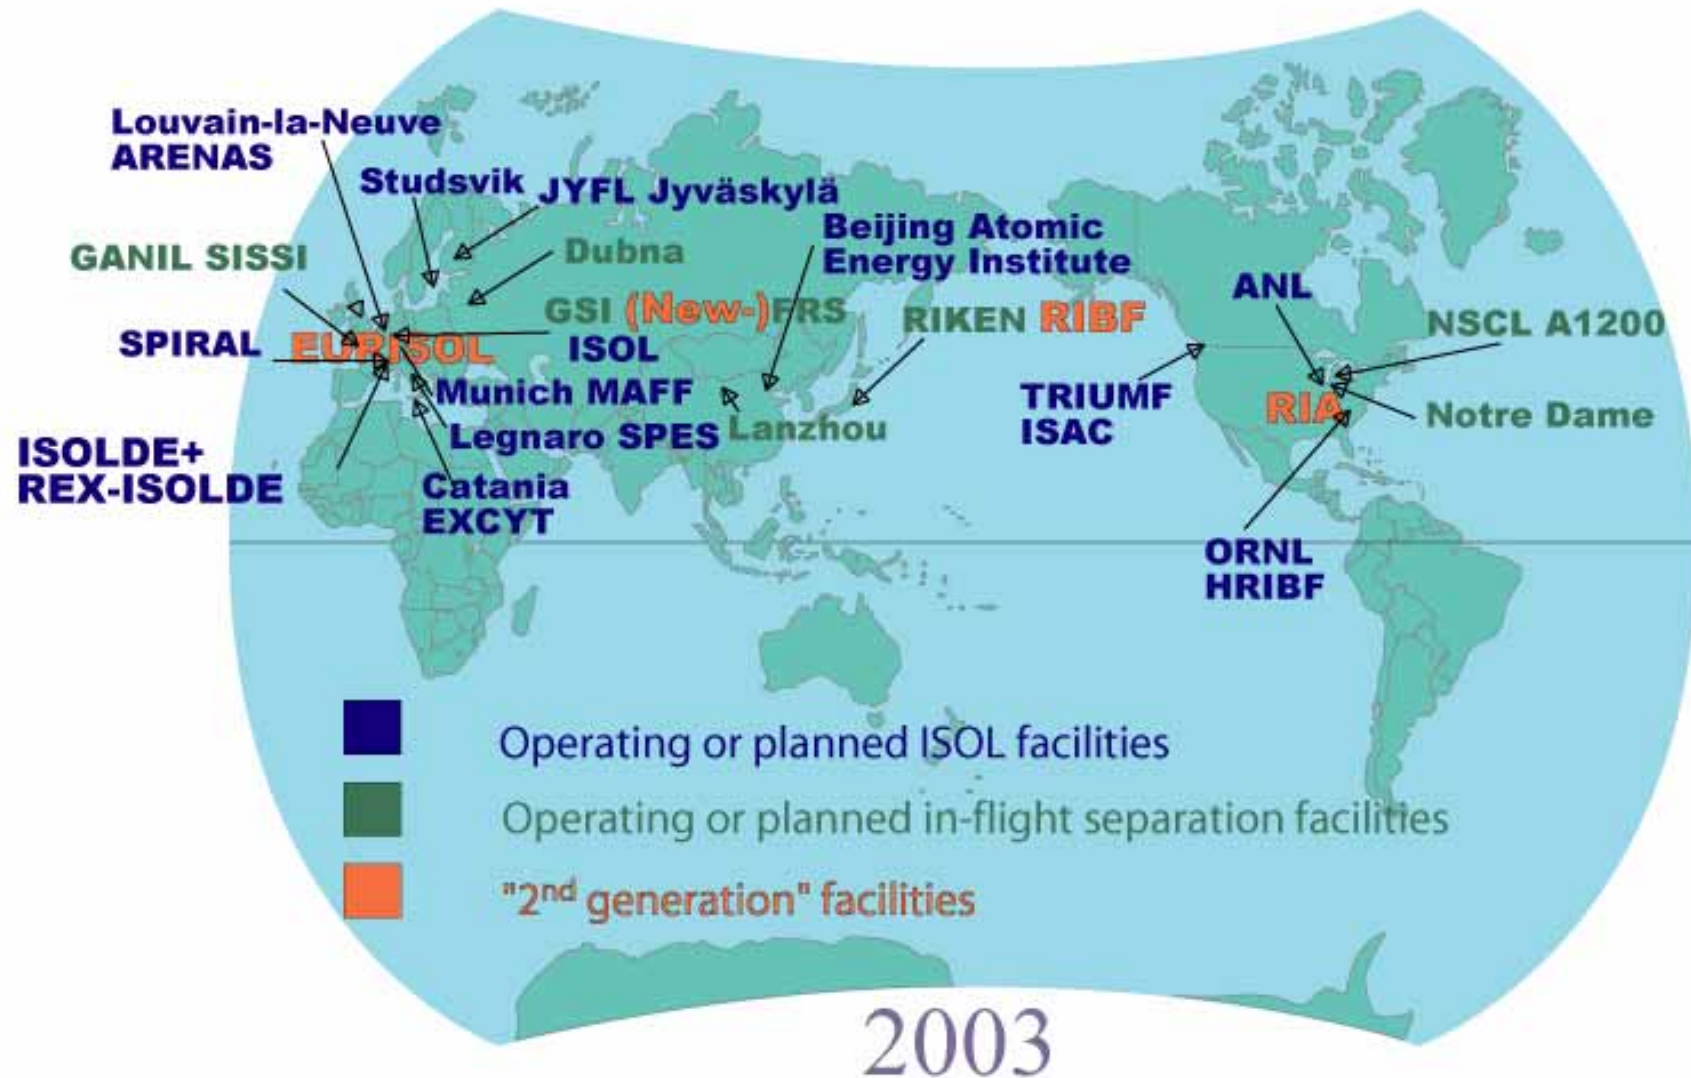 Louvain-la-Neuve
ARENAS
Studsvik
JYFL Jyväskylä
GANIL SISSI
Dubna
Beijing Atomic
Energy Institute
ANL
GSI (New-)FRS
RIKEN RIBF
NSCL A1200
SPIRAL
EURISOL
ISOL
Munich MAFF
TRIUMF
ISAC
RIA
Notre Dame
Legnaro SPES
Lanzhou
ISOLDE+
REX-ISOLDE
Catania
EXCYT
ORNL
HRIBF
Operating or planned ISOL facilities
Operating or planned in-flight separation facilities
"2nd generation" facilities
2003